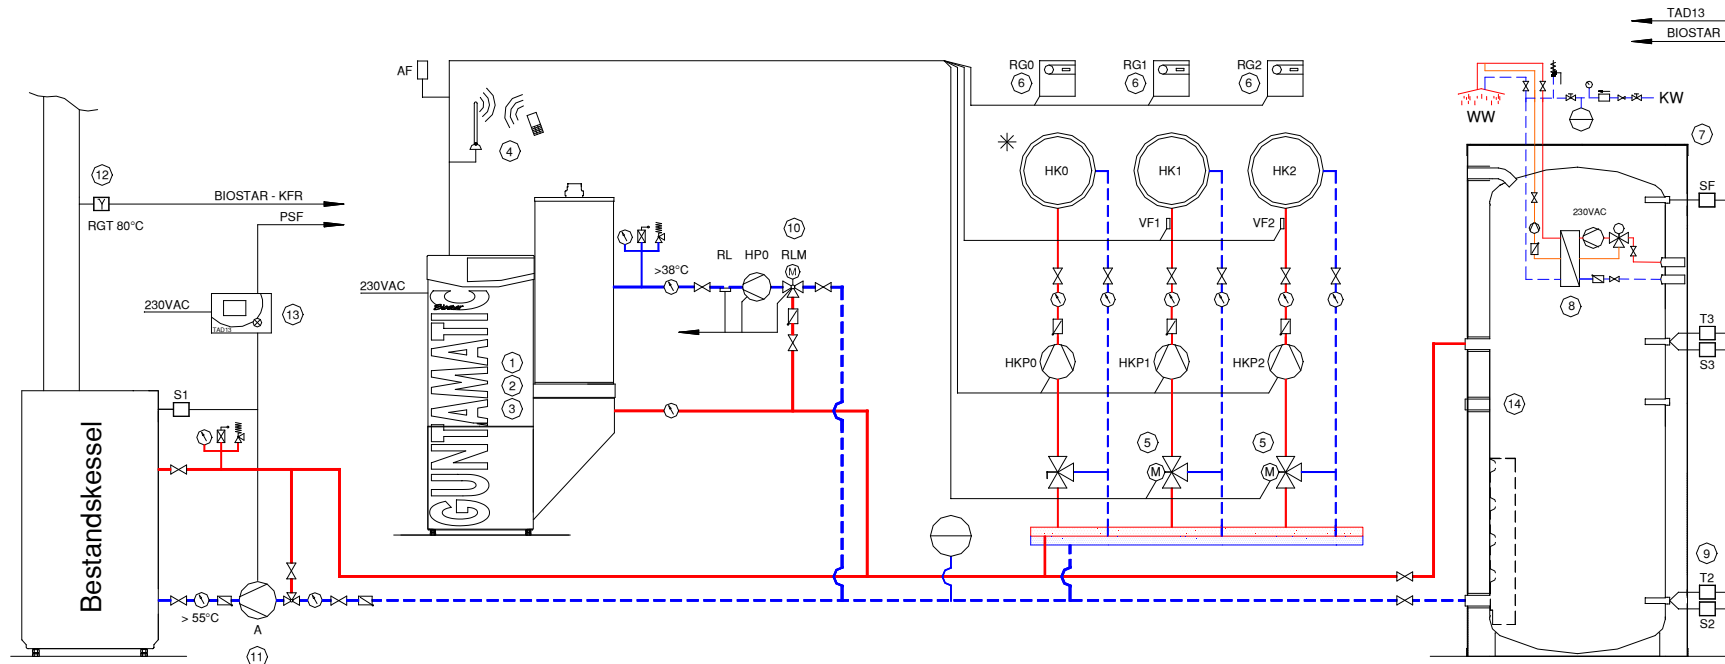 TAD13
BIOSTAR
AF
RG0
6
RG1
6
RG2
6
KW
WW
7
4
12
BIOSTAR - KFR
RGT 80°C
PSF
HK0
HK1
HK2
SF
VF1
VF2
230VAC
10
RL
HP0
RLM
>38°C
M
230VAC
230VAC
13
TAD13
8
Biostar
GUNTAMATIC
1
2
3
HKP0
HKP1
HKP2
T3
S3
S1
14
5
5
M
M
Bestandskessel
9
T2
S2
> 55°C
A
11